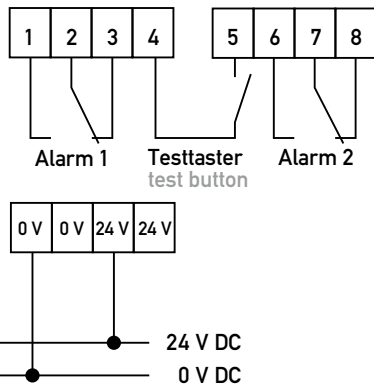 1 2 3 4 5 6 7 8
Alarm 1 Testtaster Alarm 2
test button
0 V 0 V 24 V 24 V
24 V DC
0 V DC